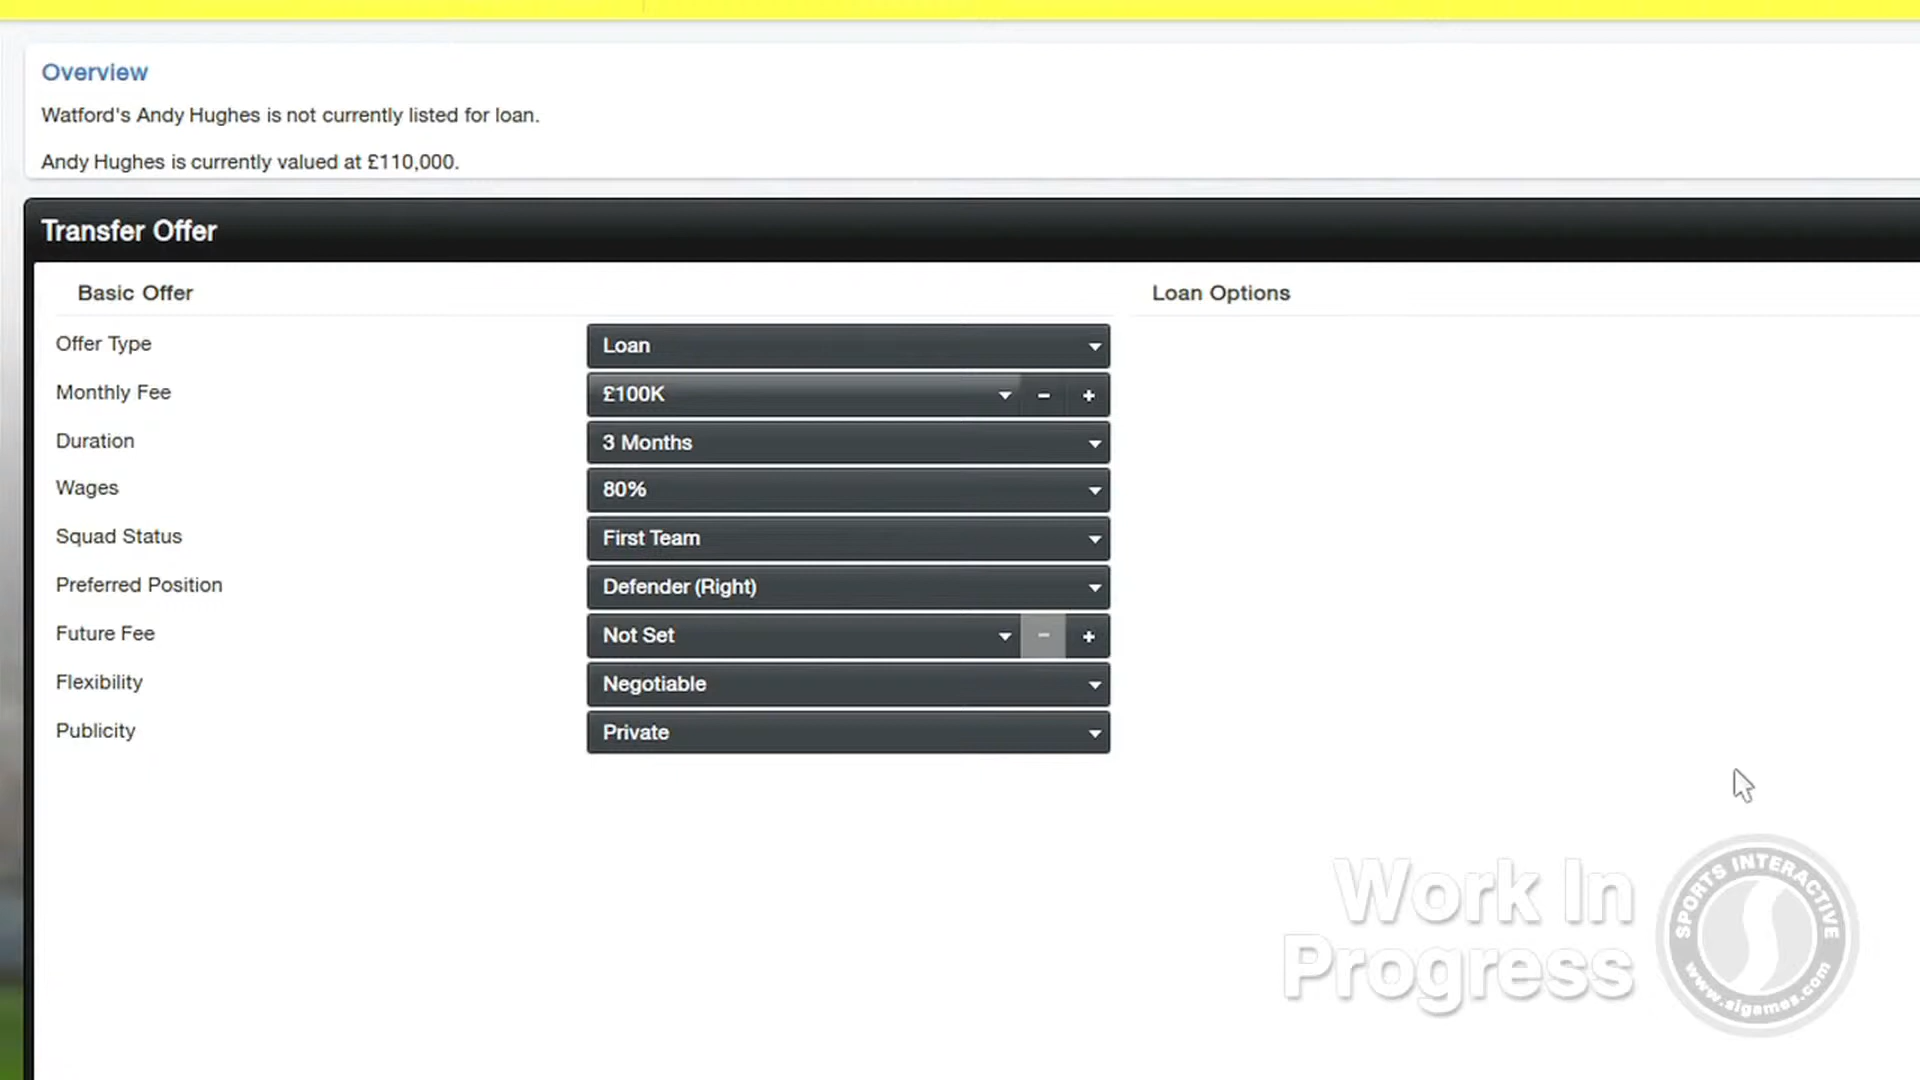 Overview
Watford's Andy Hughes is not currently listed for loan.
Andy Hughes is currently valued at £110,000.
Transfer Offer
Basic Offer
Loan Options
Offer Type
Loan
Monthly Fee
£100K
Duration
3 Months
Wages
80%
Squad Status
First Team
Preferred Position
Defender (Right)
Future Fee
Not Set
Flexibility
Negotiable
Publicity
Private
Work In
Progress
SPORTS INTERACTIVE
www.sigames.com